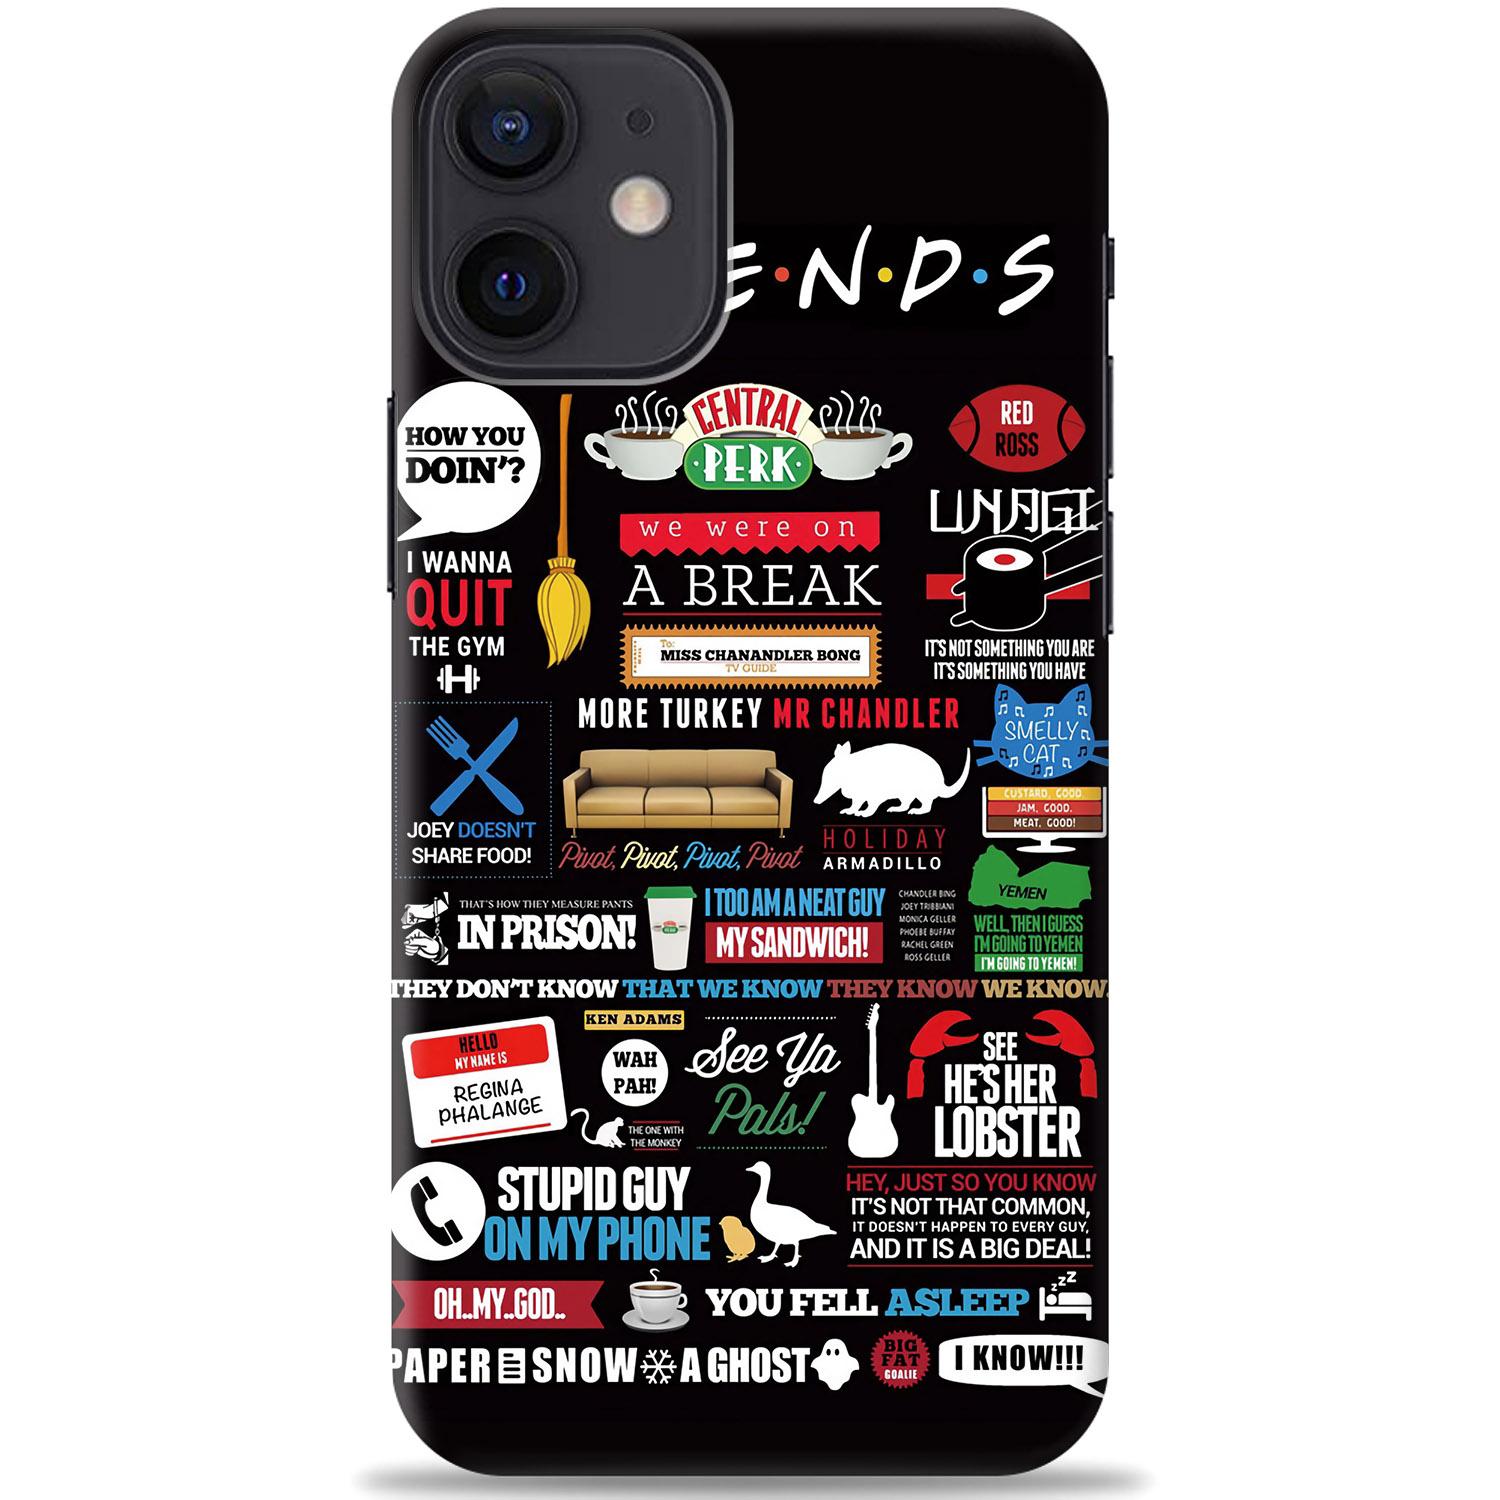 E·N·D·S
HOW YOU
DOIN'?
CENTRAL
·PERK·
RED
ROSS
UNAGI
we were on
A BREAK
I WANNA
QUIT
THE GYM
To:
MISS CHANANDLER BONG
TV GUIDE
IT'S NOT SOMETHING YOU ARE
IT'S SOMETHING YOU HAVE
MORE TURKEY MR CHANDLER
SMELLY
CAT
CUSTARD, GOOD.
JAM, GOOD.
MEAT, GOOD!
JOEY DOESN'T
SHARE FOOD!
Pivot, Pivot, Pivot, Pivot
HOLIDAY
ARMADILLO
YEMEN
THAT'S HOW THEY MEASURE PANTS
IN PRISON!
I TOO AM A NEAT GUY
MY SANDWICH!
CHANDLER BING
JOEY TRIBBIANI
MONICA GELLER
PHOEBE BUFFAY
RACHEL GREEN
ROSS GELLER
WELL, THEN I GUESS
I'M GOING TO YEMEN
I'M GOING TO YEMEN!
THEY DON'T KNOW THAT WE KNOW THEY KNOW WE KNOW.
HELLO
MY NAME IS
REGINA
PHALANGE
KEN ADAMS
WAH
PAH!
THE ONE WITH
THE MONKEY
See Ya
Pals!
SEE
HE'S HER
LOBSTER
STUPID GUY
ON MY PHONE
HEY, JUST SO YOU KNOW
IT'S NOT THAT COMMON,
IT DOESN'T HAPPEN TO EVERY GUY,
AND IT IS A BIG DEAL!
OH..MY..GOD..
YOU FELL ASLEEP
zzz
PAPER SNOW A GHOST
BIG
FAT
GOALIE
I KNOW!!!